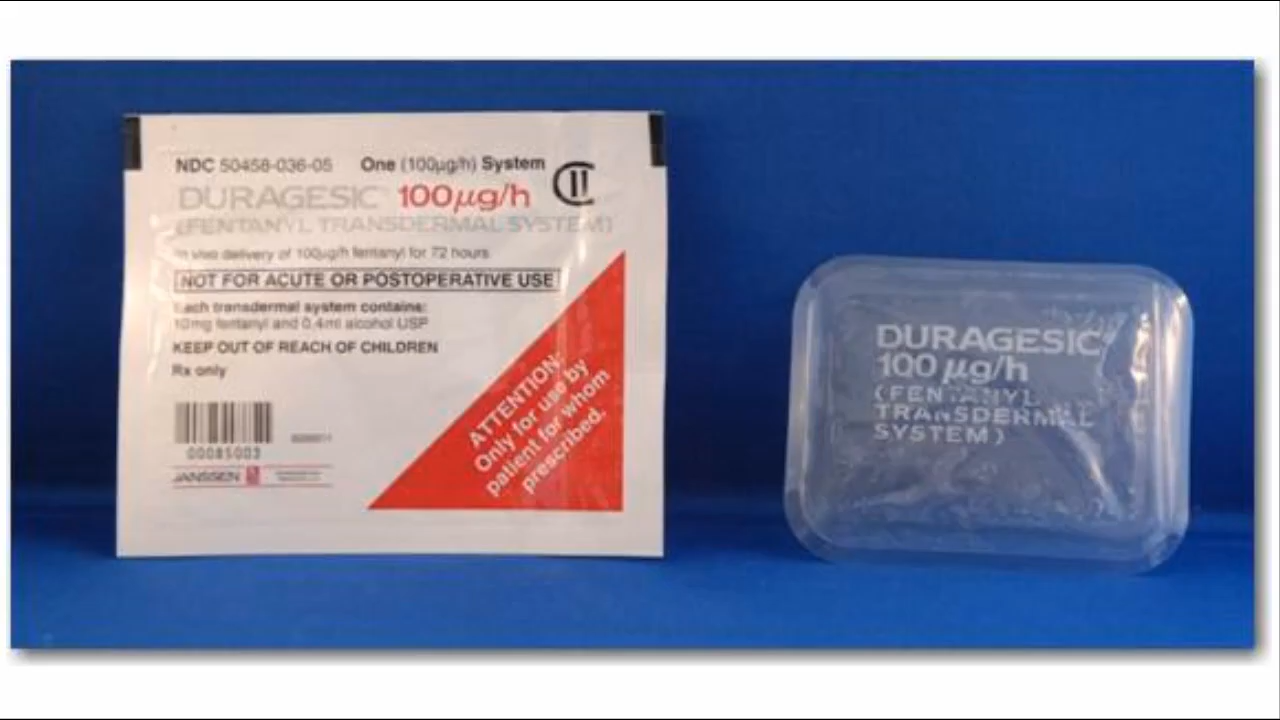 NDC 50458-036-05 One (100µg/h) System
CII
DURAGESIC 100µg/h
(FENTANYL TRANSDERMAL SYSTEM)
In vivo delivery of 100µg/h fentanyl for 72 hours
NOT FOR ACUTE OR POSTOPERATIVE USE
Each transdermal system contains:
10mg fentanyl and 0.4ml alcohol USP
KEEP OUT OF REACH OF CHILDREN
Rx only
00085003
JANSSEN
ATTENTION:
Only for use by
patient for whom
prescribed.
DURAGESIC®
100 µg/h
(FENTANYL
TRANSDERMAL
SYSTEM)